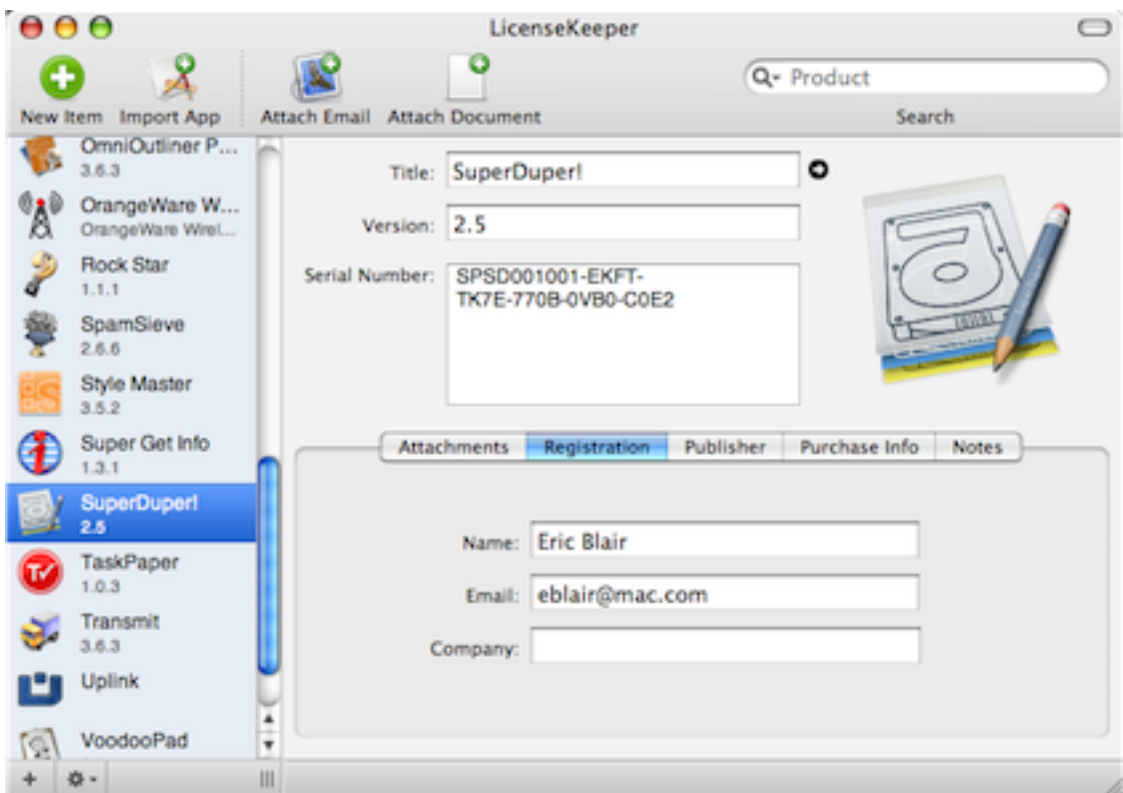 LicenseKeeper
New Item Import App Attach Email Attach Document
Product
Search
OmniOutliner P...
3.6.3
OrangeWare W...
OrangeWare Wirel...
Rock Star
1.1.1
SpamSieve
2.6.6
Style Master
3.5.2
Super Get Info
1.3.1
SuperDuper!
2.5
TaskPaper
1.0.3
Transmit
3.6.3
Uplink
VoodooPad
Title: SuperDuper!
Version: 2.5
Serial Number: SPSD001001-EKFT-
TK7E-770B-0VB0-C0E2
Attachments Registration Publisher Purchase Info Notes
Name: Eric Blair
Email: eblair@mac.com
Company: